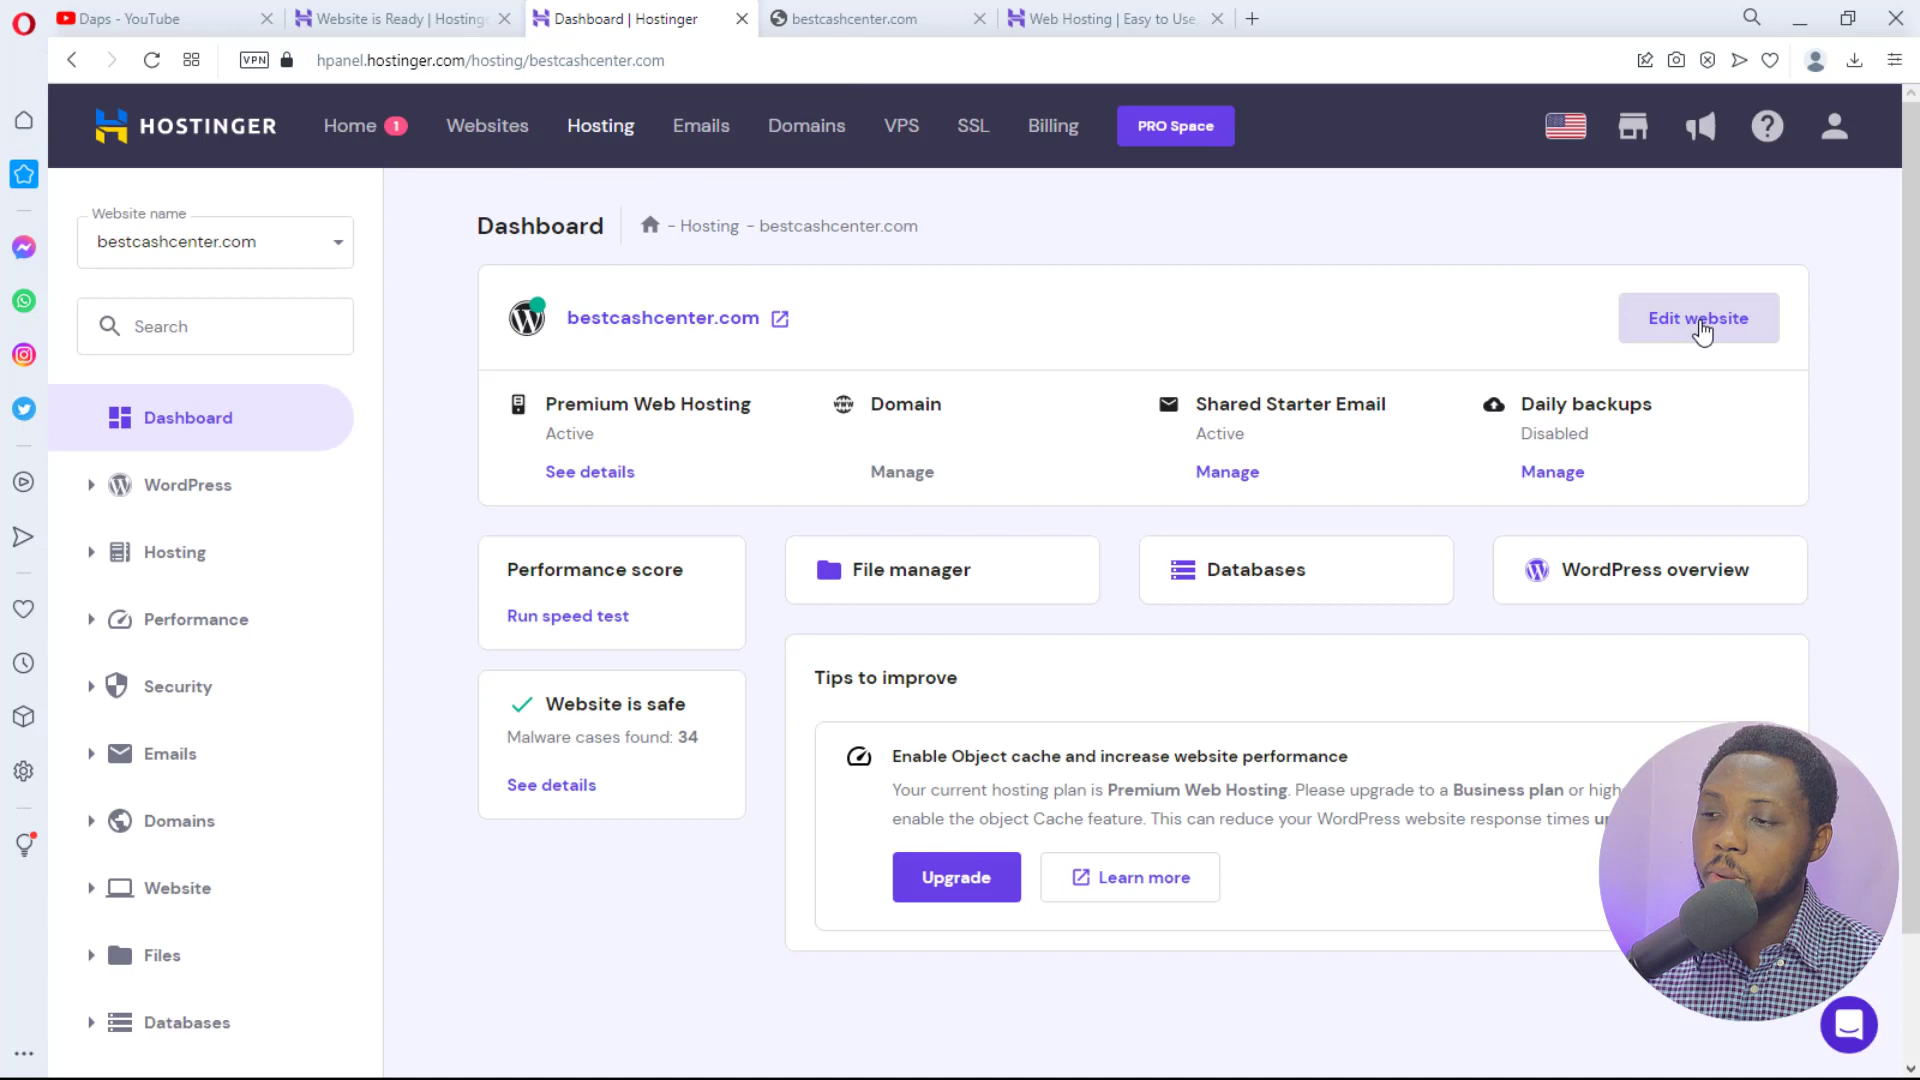 Daps - YouTube
Website is Ready | Hosting
Dashboard | Hostinger
bestcashcenter.com
Web Hosting | Easy to Use,
VPN
hpanel.hostinger.com/hosting/bestcashcenter.com
HOSTINGER
Home 1
Websites
Hosting
Emails
Domains
VPS
SSL
Billing
PRO Space
Website name
bestcashcenter.com
Search
Dashboard
WordPress
Hosting
Performance
Security
Emails
Domains
Website
Files
Databases
Dashboard
- Hosting - bestcashcenter.com
bestcashcenter.com
Edit website
Premium Web Hosting
Active
See details
WWW
Domain
Manage
Shared Starter Email
Active
Manage
Daily backups
Disabled
Manage
Performance score
Run speed test
File manager
Databases
WordPress overview
Website is safe
Malware cases found: 34
See details
Tips to improve
Enable Object cache and increase website performance
Your current hosting plan is Premium Web Hosting. Please upgrade to a Business plan or high
enable the object Cache feature. This can reduce your WordPress website response times u
Upgrade
Learn more